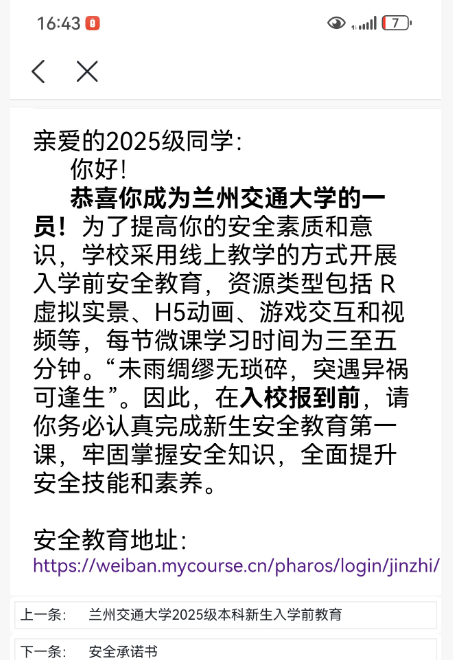 16:43
7
亲爱的2025级同学：
你好！
恭喜你成为兰州交通大学的一
员！为了提高你的安全素质和意
识，学校采用线上教学的方式开展
入学前安全教育，资源类型包括 R
虚拟实景、H5动画、游戏交互和视
频等，每节微课学习时间为三至五
分钟。“未雨绸缪无琐碎，突遇异祸
可逢生”。因此，在入校报到前，请
你务必认真完成新生安全教育第一
课，牢固掌握安全知识，全面提升
安全技能和素养。
安全教育地址：
https://weiban.mycourse.cn/pharos/login/jinzhi/
上一条： 兰州交通大学2025级本科新生入学前教育
下一条： 安全承诺书